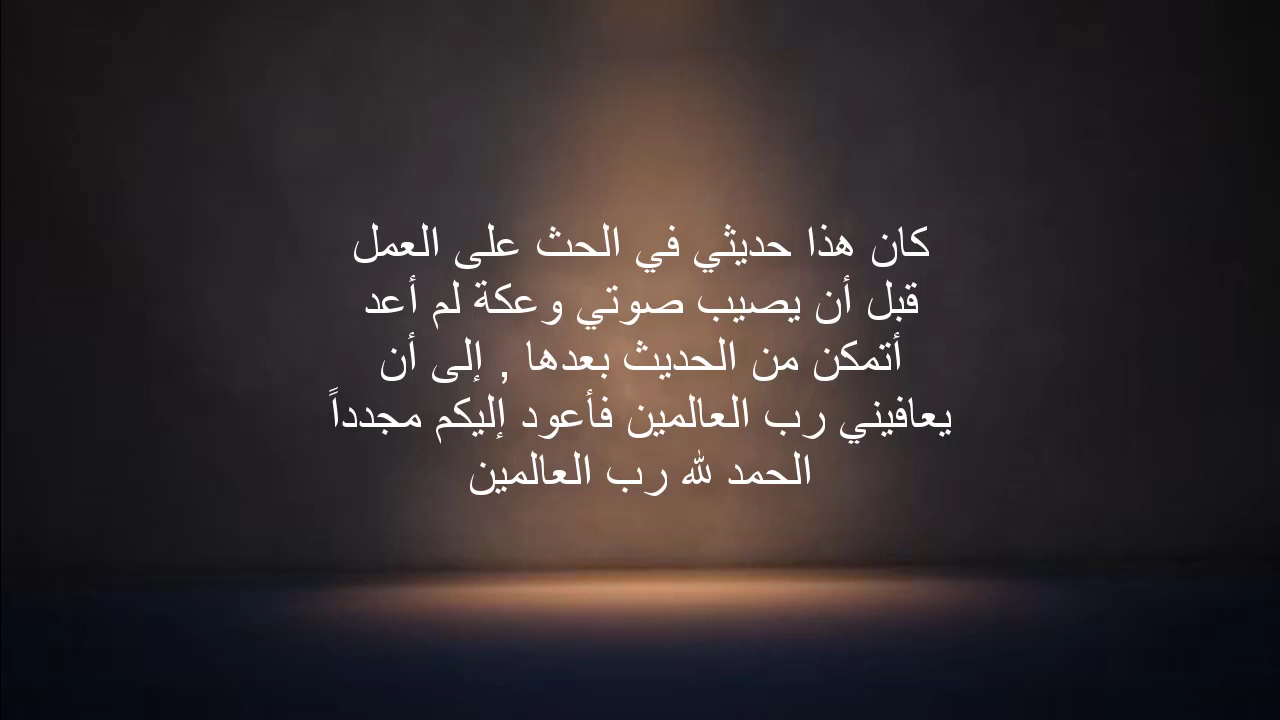 كان هذا حديثي في الحث على العمل
قبل أن يصيب صوتي وعكة لم أعد
أتمكن من الحديث بعدها , إلى أن
يعافيني رب العالمين فأعود إليكم مجدداً
الحمد لله رب العالمين